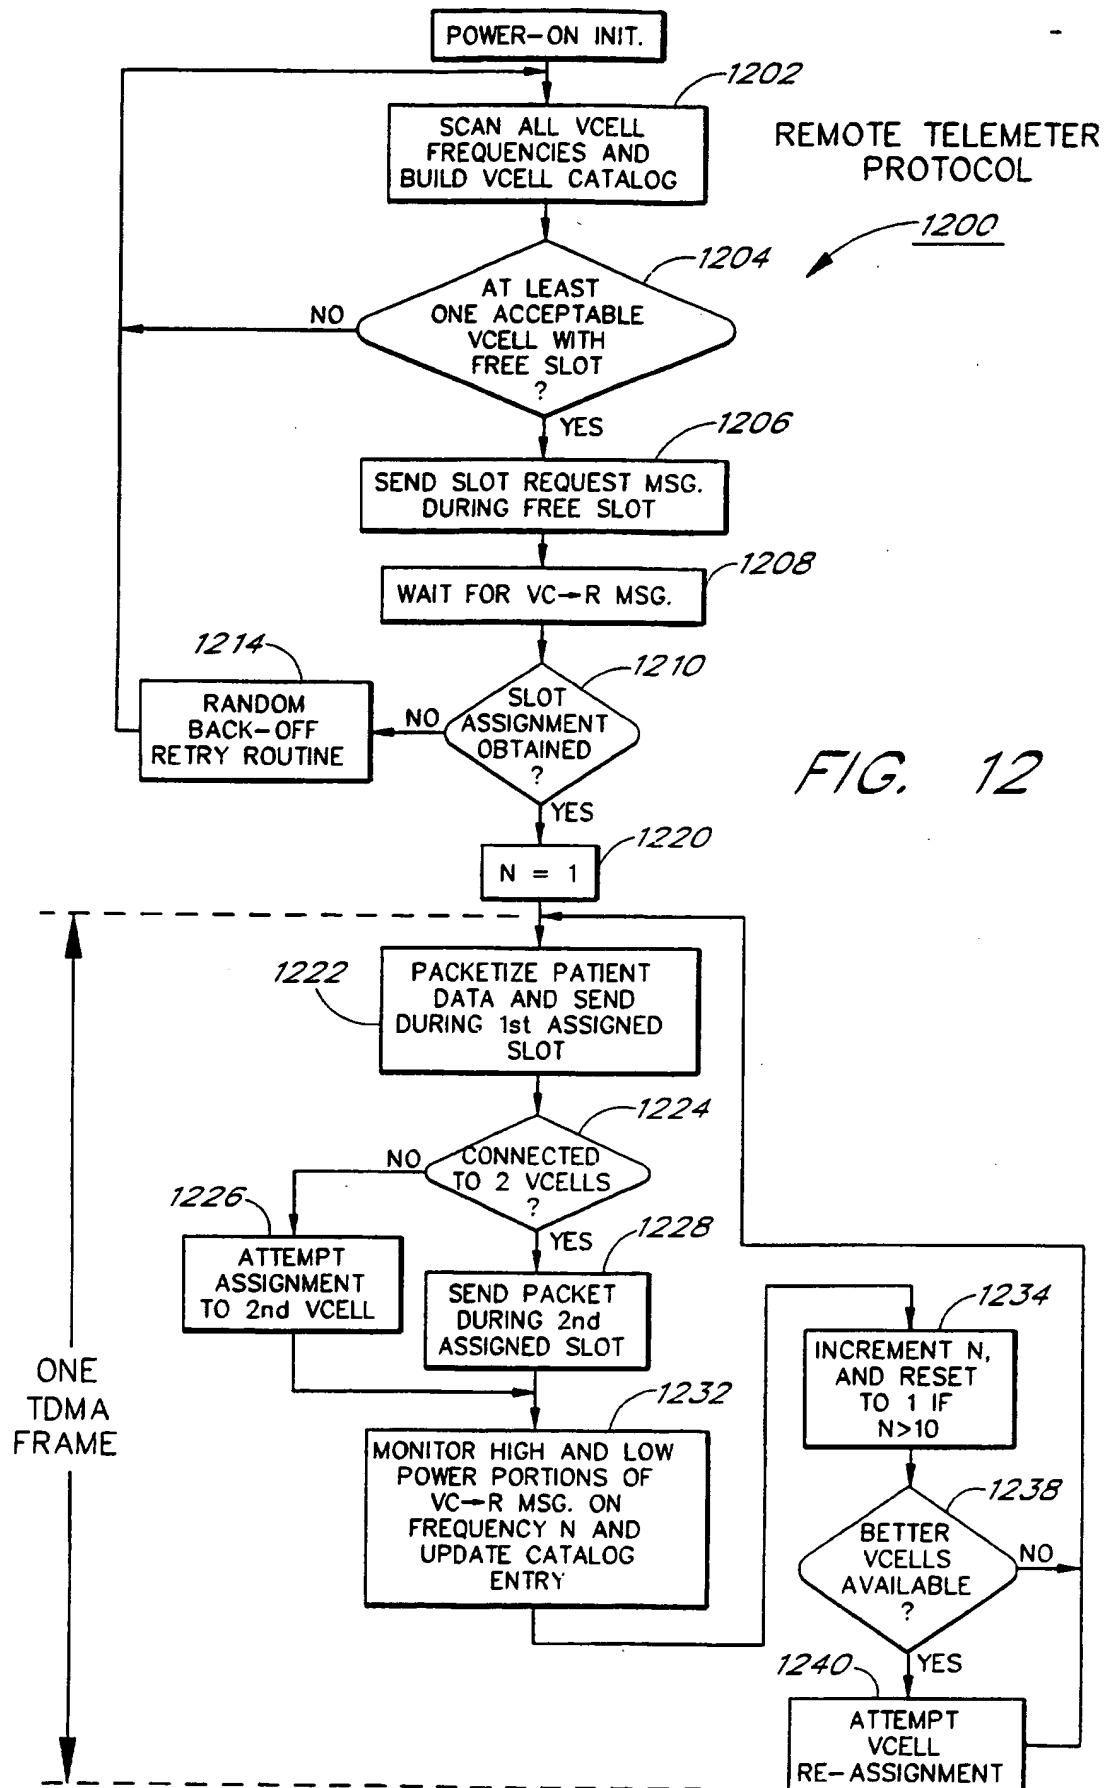 POWER-ON INIT.
1202
SCAN ALL VCELL
FREQUENCIES AND
BUILD VCELL CATALOG
REMOTE TELEMETER
PROTOCOL
1200
1204
AT LEAST
ONE ACCEPTABLE
VCELL WITH
FREE SLOT
?
NO
YES
1206
SEND SLOT REQUEST MSG.
DURING FREE SLOT
1208
WAIT FOR VC→R MSG.
1210
SLOT
ASSIGNMENT
OBTAINED
?
NO
1214
RANDOM
BACK-OFF
RETRY ROUTINE
YES
FIG. 12
1220
N = 1
1222
PACKETIZE PATIENT
DATA AND SEND
DURING 1st ASSIGNED
SLOT
1224
CONNECTED
TO 2 VCELLS
?
NO
YES
1226
ATTEMPT
ASSIGNMENT
TO 2nd VCELL
1228
SEND PACKET
DURING 2nd
ASSIGNED SLOT
ONE
TDMA
FRAME
1232
MONITOR HIGH AND LOW
POWER PORTIONS OF
VC→R MSG. ON
FREQUENCY N AND
UPDATE CATALOG
ENTRY
1234
INCREMENT N,
AND RESET
TO 1 IF
N>10
1238
BETTER
VCELLS
AVAILABLE
?
NO
YES
1240
ATTEMPT
VCELL
RE-ASSIGNMENT